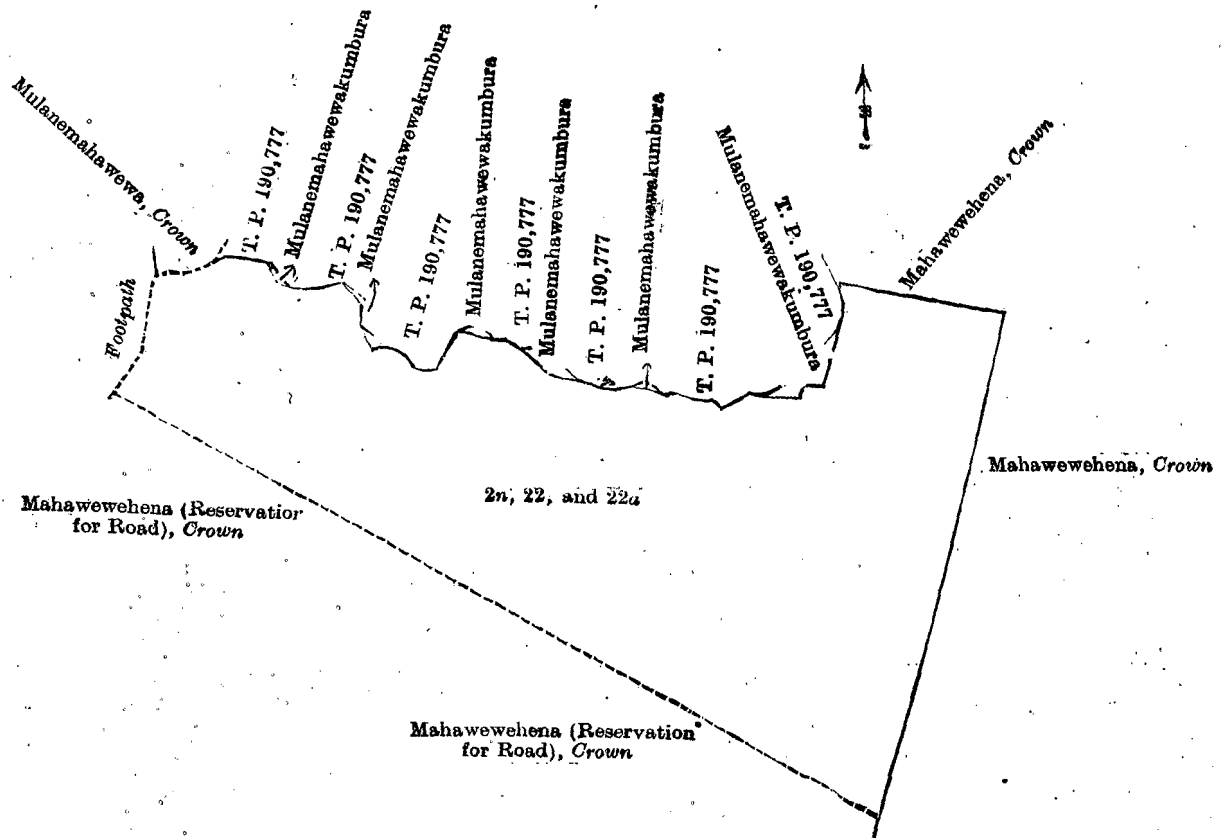 Mulanemahawewa, Crown
T. P. 190,777
Mulanemahawewakumbura
T. P. 190,777
Mulanemahawewakumbura
T. P. 190,777
Mulanemahawewakumbura
T. P. 190,777
Mulanemahawewakumbura
T. P. 190,777
Mulanemahawewakumbura
T. P. 190,777
Mulanemahawewakumbura
T. P. 190,777
Mahawewehena, Crown
Footpath
Mahawewehena, Crown
2n, 22, and 22a
Mahawewehena (Reservation
for Road), Crown
Mahawewehena (Reservation
for Road), Crown